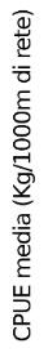 CPUE media (Kg/1000m di rete)